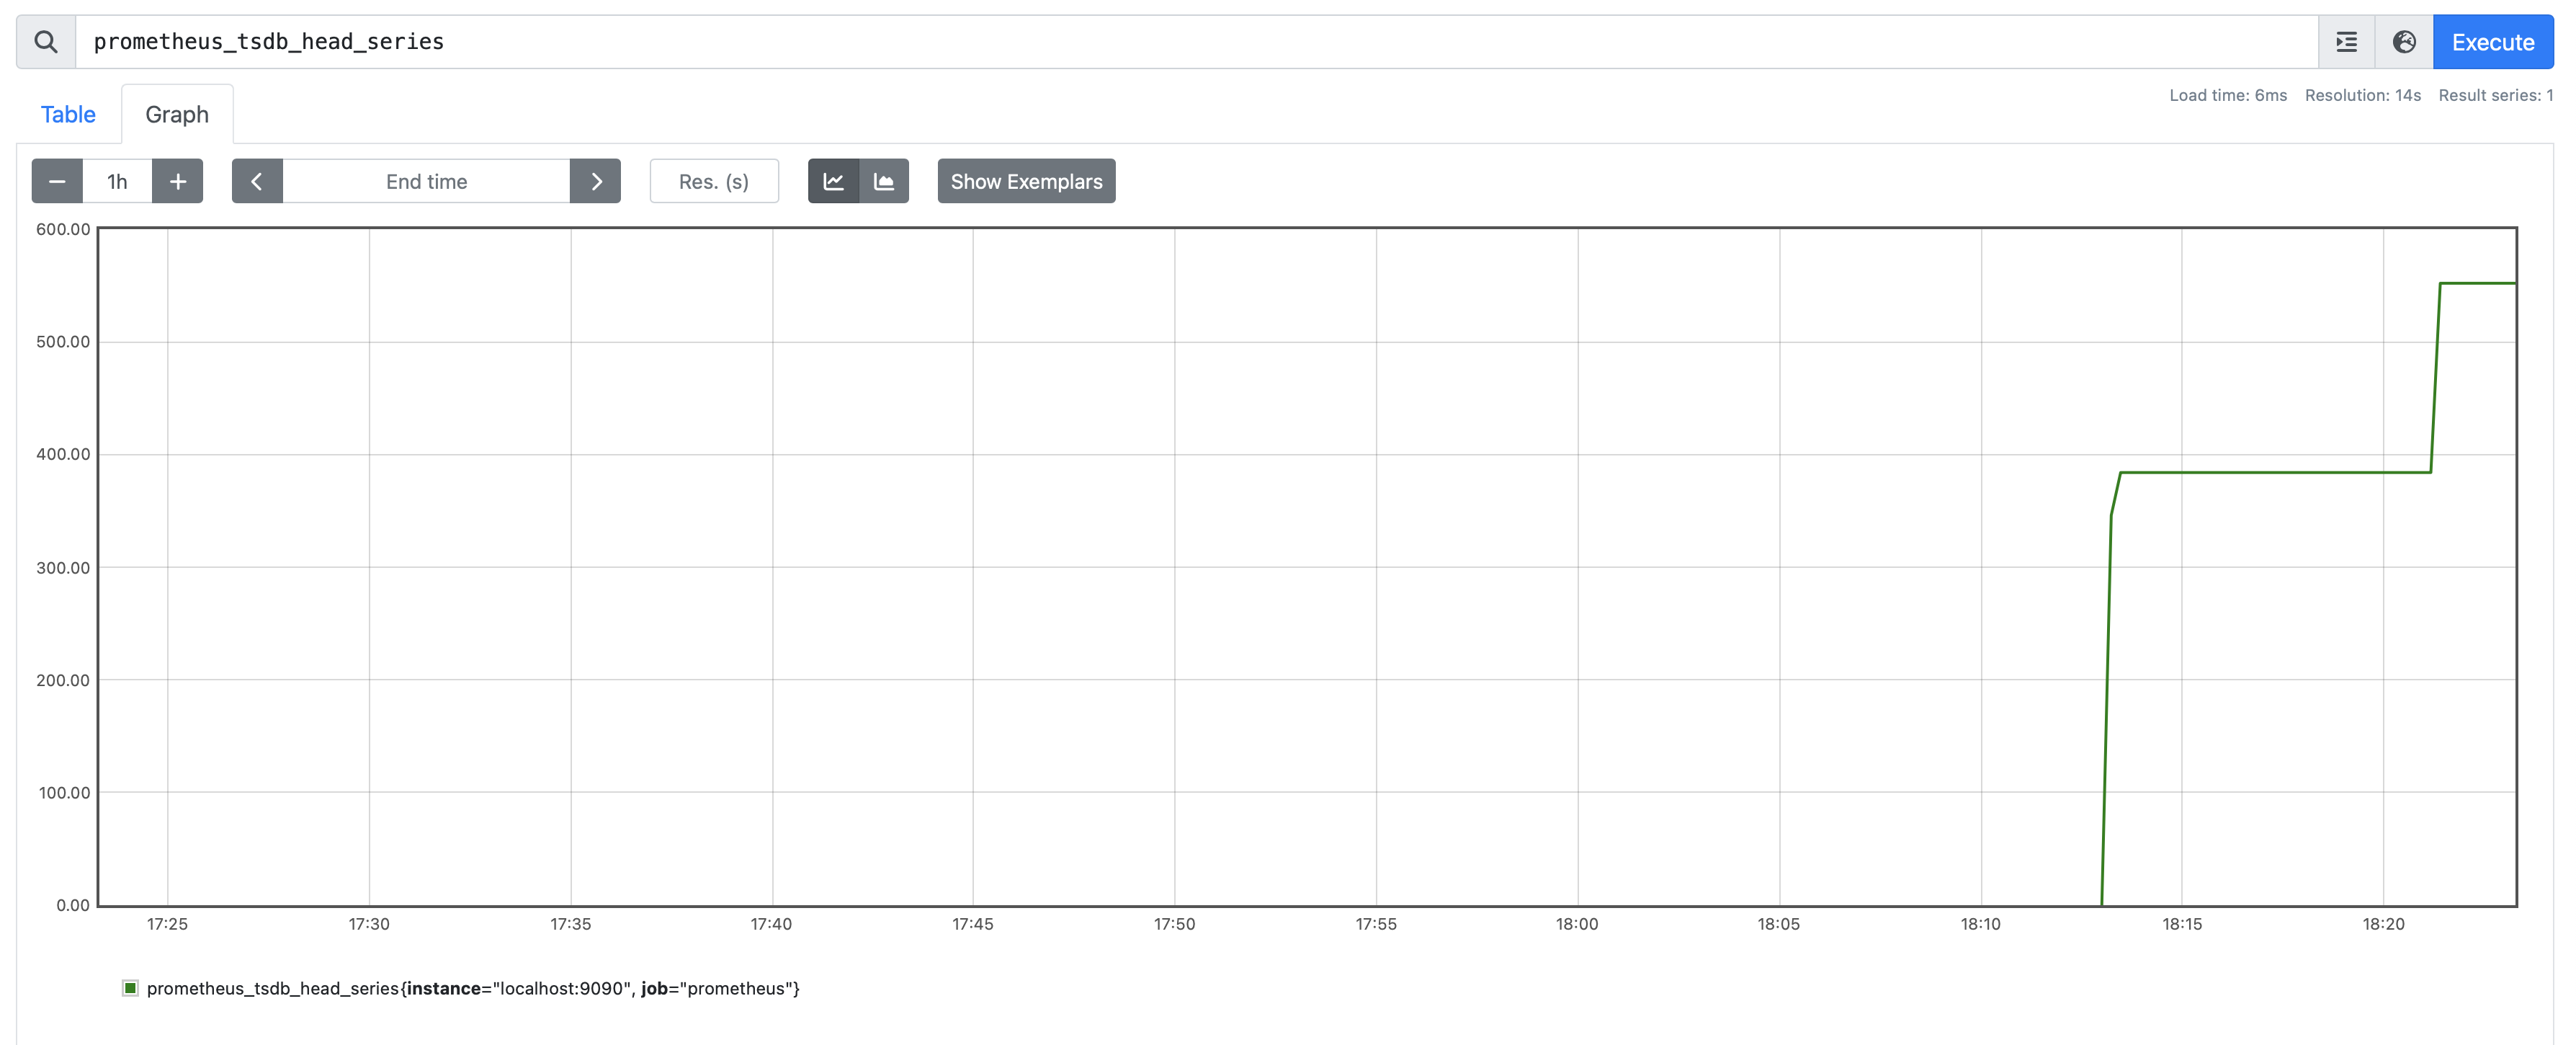 prometheus_tsdb_head_series
Execute
Table
Graph
Load time: 6ms Resolution: 14s Result series: 1
1h
End time
Res. (s)
Show Exemplars
600.00
500.00
400.00
300.00
200.00
100.00
0.00
17:25 17:30 17:35 17:40 17:45 17:50 17:55 18:00 18:05 18:10 18:15 18:20
prometheus_tsdb_head_series{instance="localhost:9090", job="prometheus"}